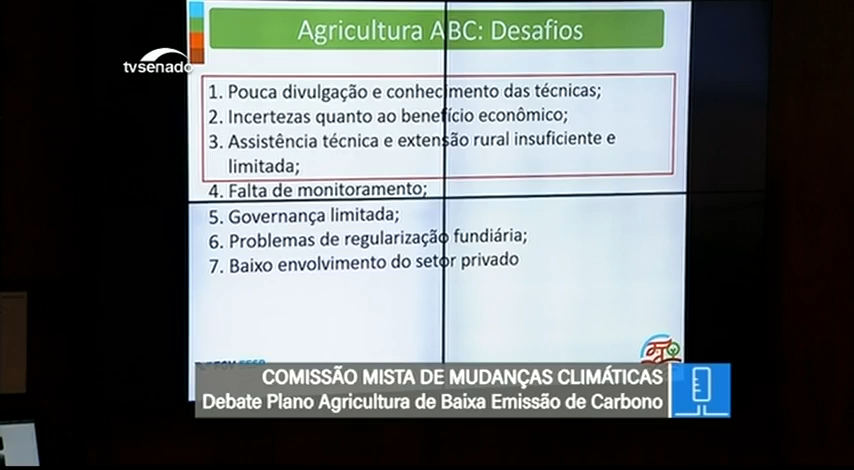 Agricultura ABC: Desafios
tvsenado
1. Pouca divulgação e conhecimento das técnicas;
2. Incertezas quanto ao benefício econômico;
3. Assistência técnica e extensão rural insuficiente e
limitada;
4. Falta de monitoramento;
5. Governança limitada;
6. Problemas de regularização fundiária;
7. Baixo envolvimento do setor privado
COMISSÃO MISTA DE MUDANÇAS CLIMÁTICAS
Debate Plano Agricultura de Baixa Emissão de Carbono